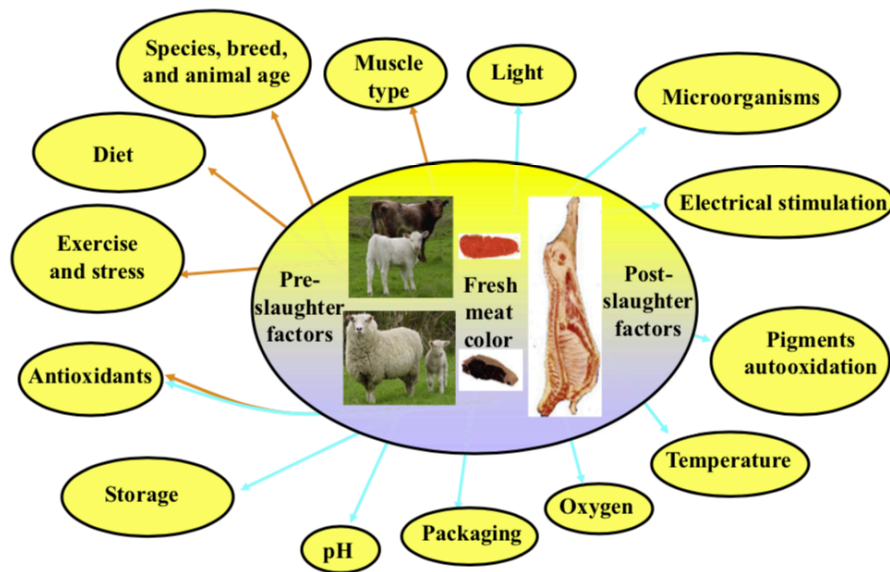 Species, breed,
and animal age
Muscle
type
Light
Microorganisms
Diet
Electrical stimulation
Exercise
and stress
Pre-
slaughter
factors
Fresh
meat
color
Post-
slaughter
factors
Pigments
autooxidation
Antioxidants
Temperature
Storage
Oxygen
Packaging
pH